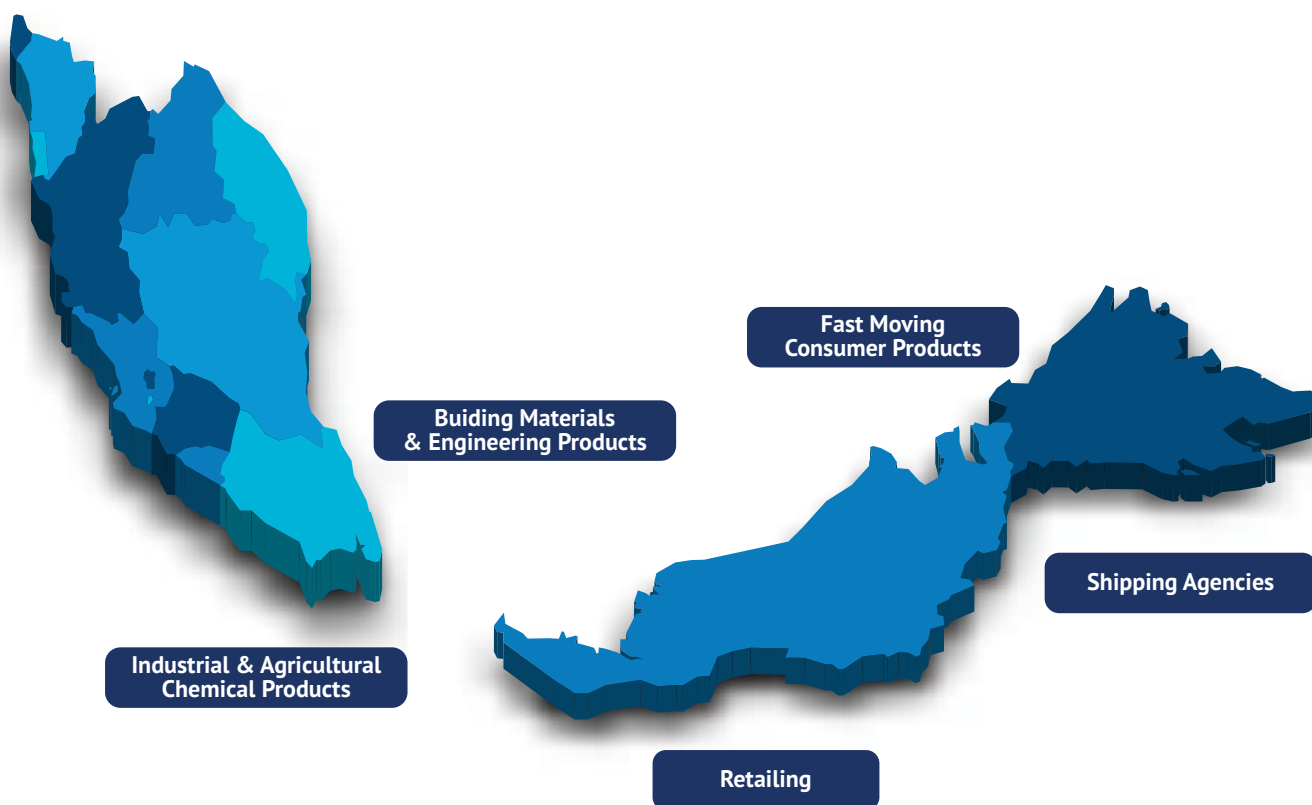 Fast Moving
Consumer Products
Buiding Materials
& Engineering Products
Shipping Agencies
Industrial & Agricultural
Chemical Products
Retailing